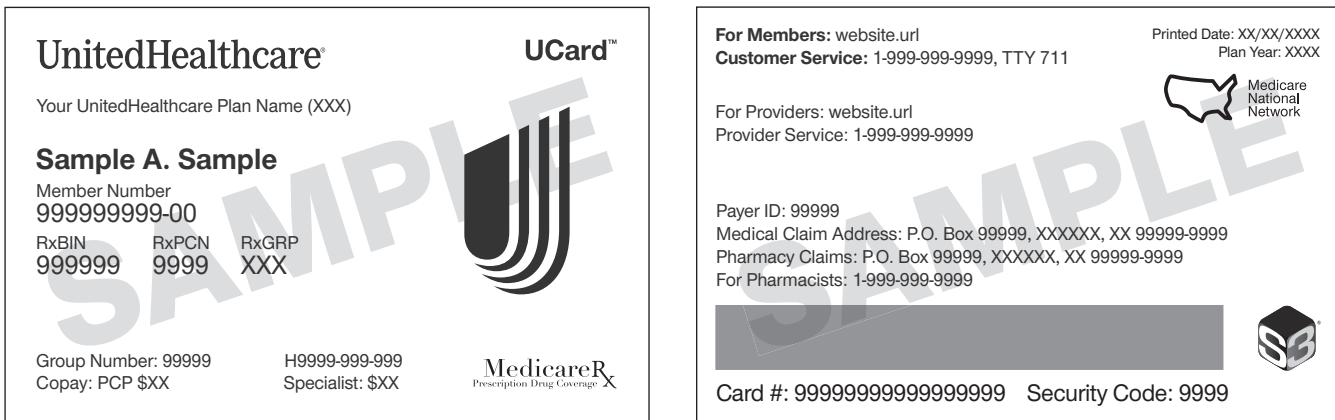 UnitedHealthcare®
UCard™
Your UnitedHealthcare Plan Name (XXX)
Sample A. Sample
Member Number
999999999-00
RxBIN RxPCN RxGRP
999999 9999 XXX
Group Number: 99999 H9999-999-999
Copay: PCP $XX Specialist: $XX
MedicareRx
Prescription Drug Coverage
SAMPLE
For Members: website.url
Customer Service: 1-999-999-9999, TTY 711
Printed Date: XX/XX/XXXX
Plan Year: XXXX
Medicare
National
Network
For Providers: website.url
Provider Service: 1-999-999-9999
Payer ID: 99999
Medical Claim Address: P.O. Box 99999, XXXXXX, XX 99999-9999
Pharmacy Claims: P.O. Box 99999, XXXXXX, XX 99999-9999
For Pharmacists: 1-999-999-9999
S3®
Card #: 99999999999999999 Security Code: 9999
SAMPLE